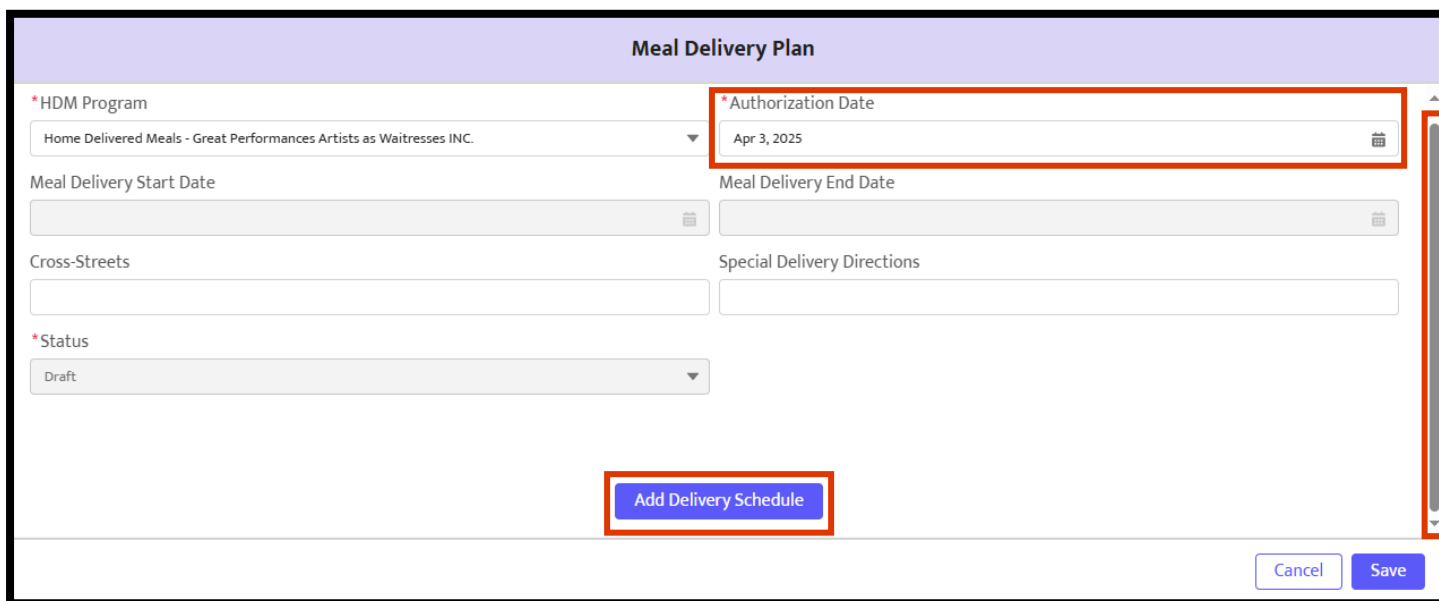 Meal Delivery Plan
*HDM Program
*Authorization Date
Home Delivered Meals - Great Performances Artists as Waitresses INC.
Apr 3, 2025
Meal Delivery Start Date
Meal Delivery End Date
Cross-Streets
Special Delivery Directions
*Status
Draft
Add Delivery Schedule
Cancel
Save